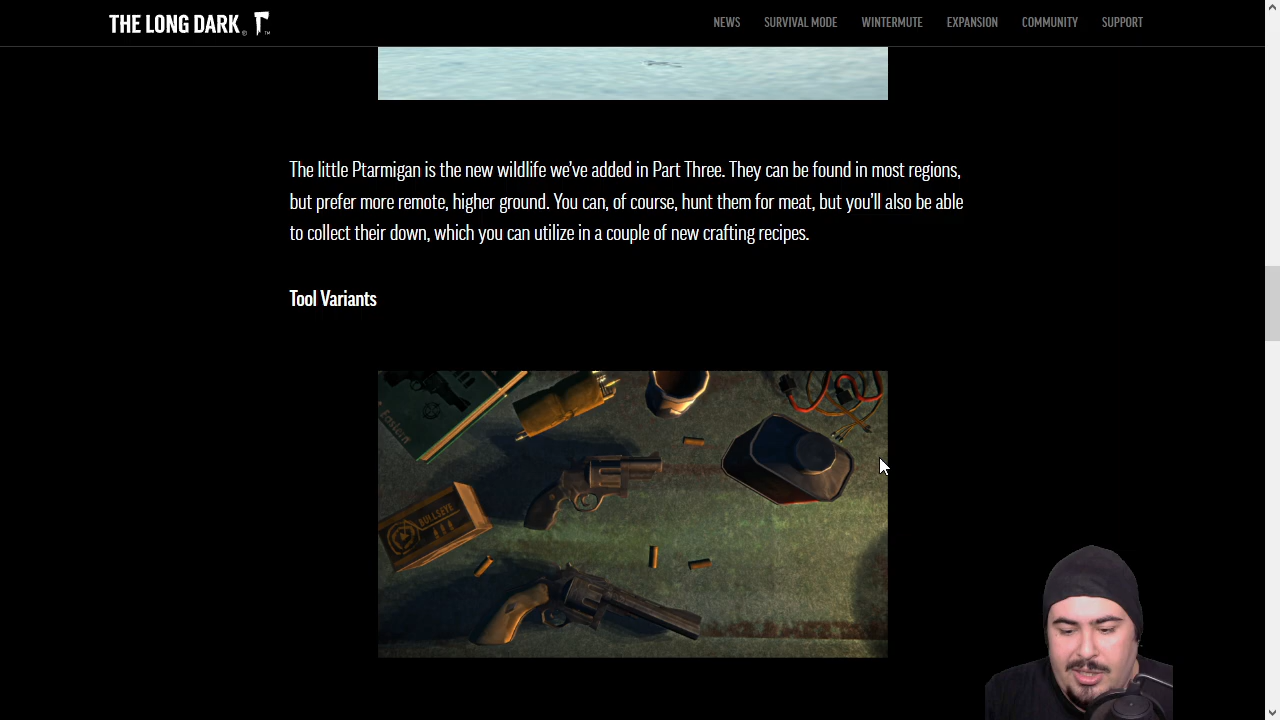 THE LONG DARK® ™
NEWS SURVIVAL MODE WINTERMUTE EXPANSION COMMUNITY SUPPORT
The little Ptarmigan is the new wildlife we've added in Part Three. They can be found in most regions,
but prefer more remote, higher ground. You can, of course, hunt them for meat, but you'll also be able
to collect their down, which you can utilize in a couple of new crafting recipes.
Tool Variants
Eastern
BULLSEYE